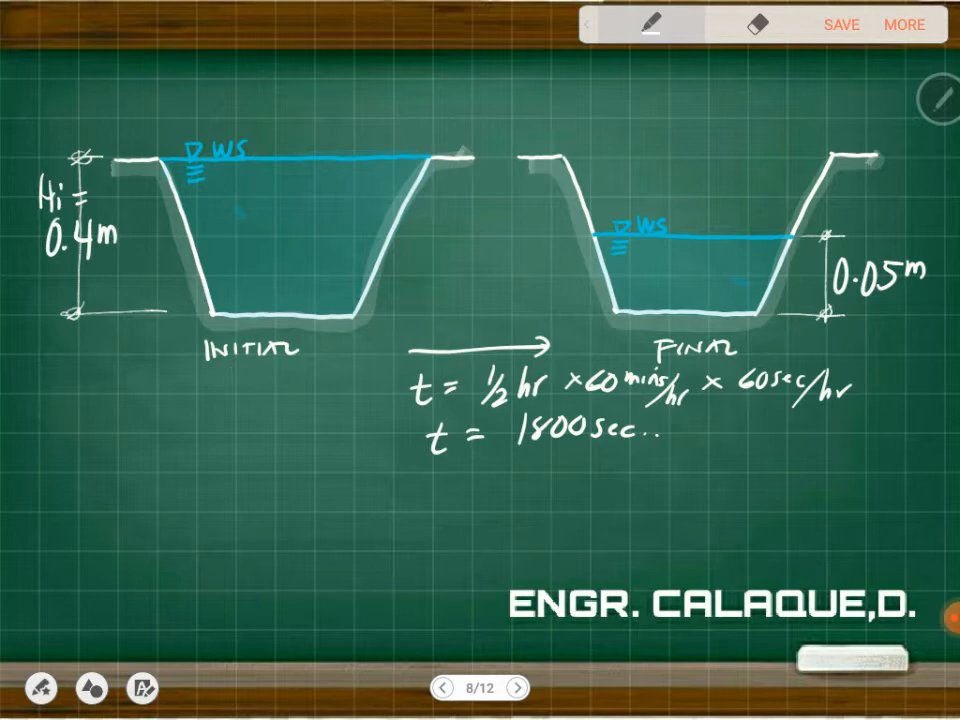 SAVE MORE
WS
Hi =
0.4m
INITIAL
WS
0.05m
FINAL
t = 1/2 hr × 60 mins/hr × 60sec/hr
t = 1800sec..
ENGR. CALAQUE,D.
8/12